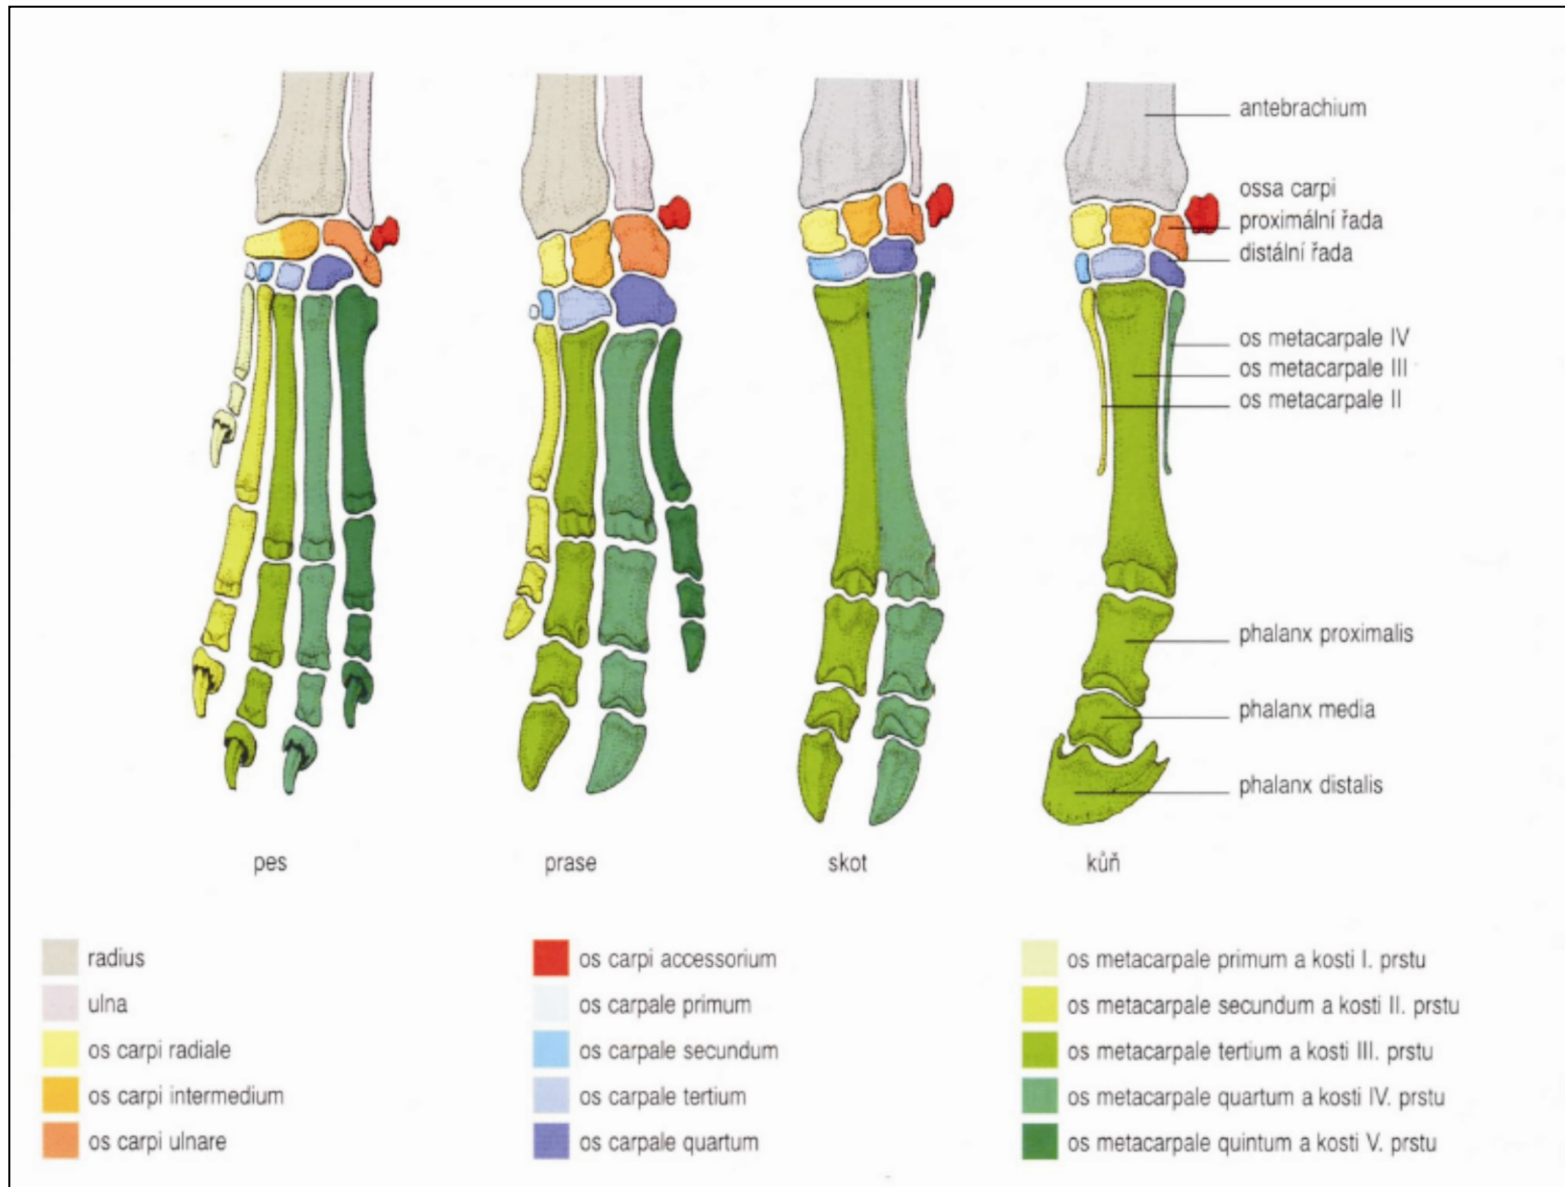 antebrachium
ossa carpi
proximální řada
distální řada
os metacarpale IV
os metacarpale III
os metacarpale II
phalanx proximalis
phalanx media
phalanx distalis
pes
prase
skot
kůň
radius
ulna
os carpi radiale
os carpi intermedium
os carpi ulnare
os carpi accessorium
os carpale primum
os carpale secundum
os carpale tertium
os carpale quartum
os metacarpale primum a kosti I. prstu
os metacarpale secundum a kosti II. prstu
os metacarpale tertium a kosti III. prstu
os metacarpale quartum a kosti IV. prstu
os metacarpale quintum a kosti V. prstu